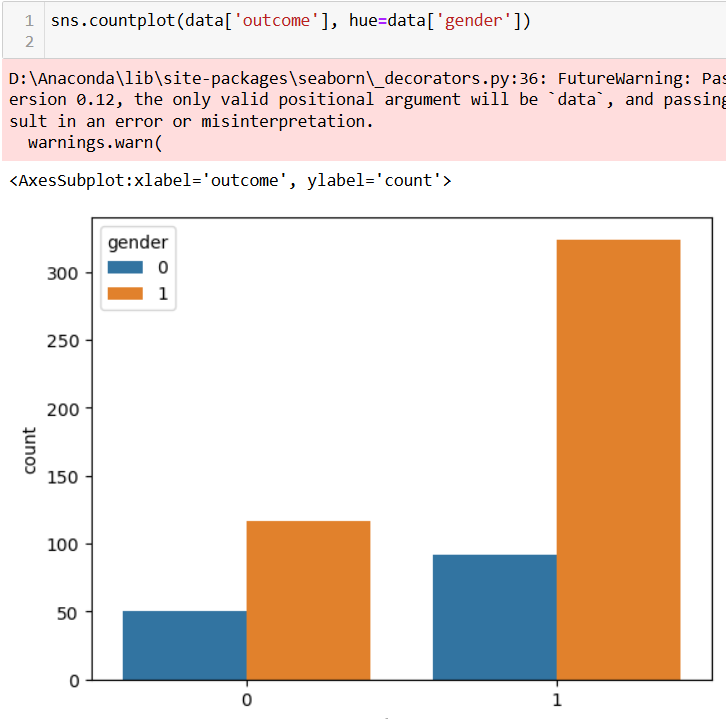 1 sns.countplot(data['outcome'], hue=data['gender'])
2
D:\Anaconda\lib\site-packages\seaborn\_decorators.py:36: FutureWarning: Pas
ersion 0.12, the only valid positional argument will be `data`, and passing
sult in an error or misinterpretation.
warnings.warn(
<AxesSubplot:xlabel='outcome', ylabel='count'>
gender
0
1
300
250
200
150
100
50
0
count
0 1